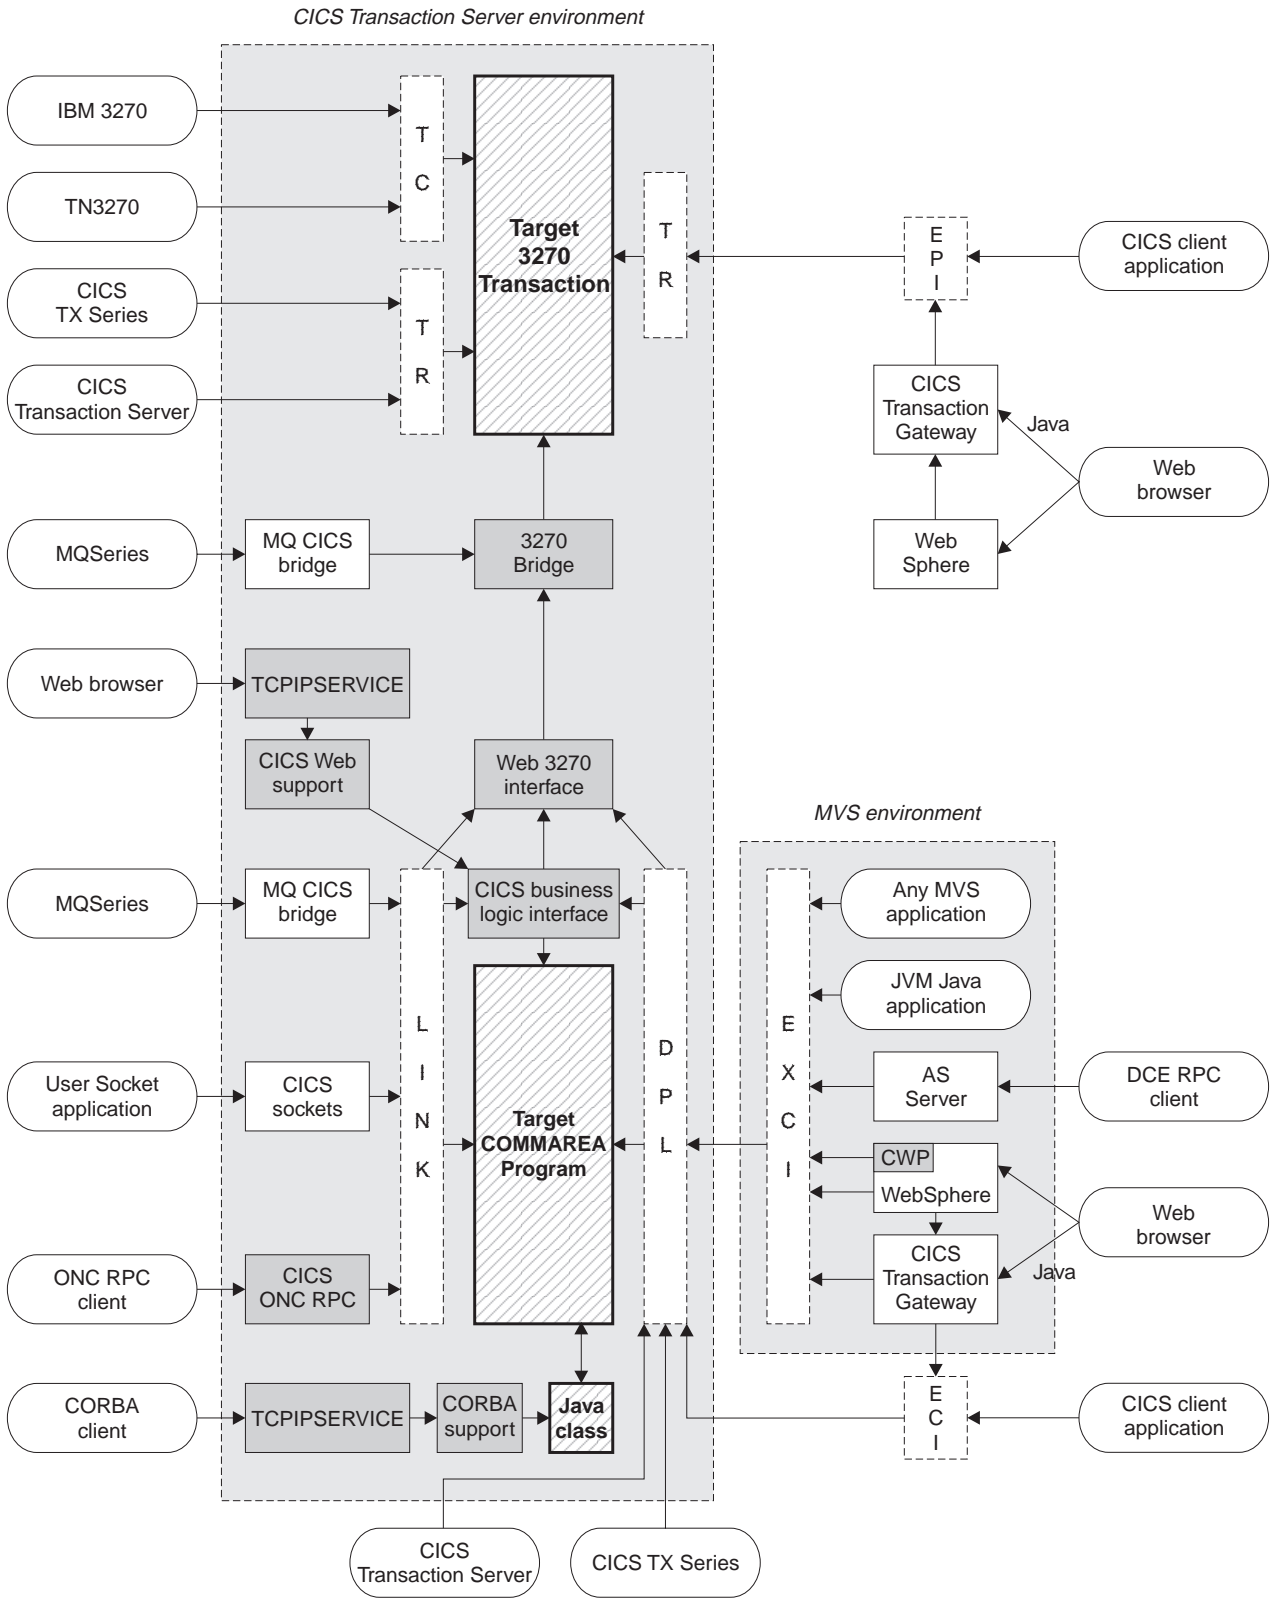 CICS Transaction Server environment
IBM 3270
TN3270
CICS
TX Series
CICS
Transaction Server
T
C
T
R
Target
3270
Transaction
T
R
E
P
I
CICS client
application
CICS
Transaction
Gateway
Java
Web
browser
Web
Sphere
MQSeries
MQ CICS
bridge
3270
Bridge
Web browser
TCPIPSERVICE
CICS Web
support
Web 3270
interface
MVS environment
MQSeries
MQ CICS
bridge
CICS business
logic interface
Any MVS
application
JVM Java
application
L
I
N
K
D
P
L
E
X
C
I
User Socket
application
CICS
sockets
Target
COMMAREA
Program
AS
Server
DCE RPC
client
CWP
WebSphere
Web
browser
ONC RPC
client
CICS
ONC RPC
CICS
Transaction
Gateway
Java
CORBA
client
TCPIPSERVICE
CORBA
support
Java
class
E
C
I
CICS client
application
CICS
Transaction Server
CICS TX Series